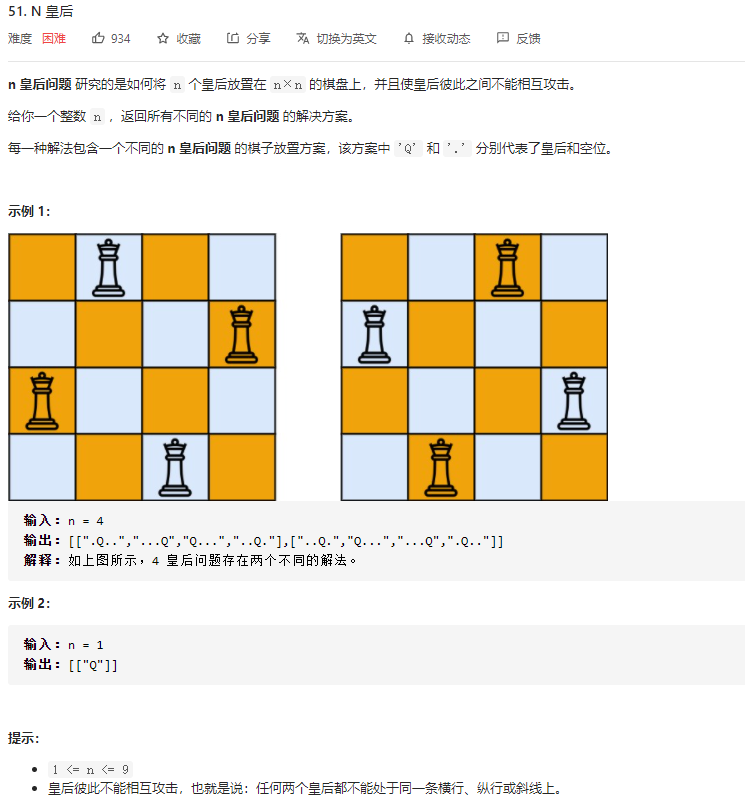 51. N 皇后
难度 困难 934 收藏 分享 切换为英文 接收动态 反馈
n 皇后问题 研究的是如何将 n 个皇后放置在 n×n 的棋盘上，并且使皇后彼此之间不能相互攻击。
给你一个整数 n ，返回所有不同的 n 皇后问题 的解决方案。
每一种解法包含一个不同的 n 皇后问题 的棋子放置方案，该方案中 'Q' 和 '.' 分别代表了皇后和空位。
示例 1：
输入：n = 4
输出：[[".Q..","...Q","Q...","..Q."],["..Q.","Q...","...Q",".Q.."]]
解释：如上图所示，4 皇后问题存在两个不同的解法。
示例 2：
输入：n = 1
输出：[["Q"]]
提示：
1 <= n <= 9
皇后彼此不能相互攻击，也就是说：任何两个皇后都不能处于同一条横行、纵行或斜线上。